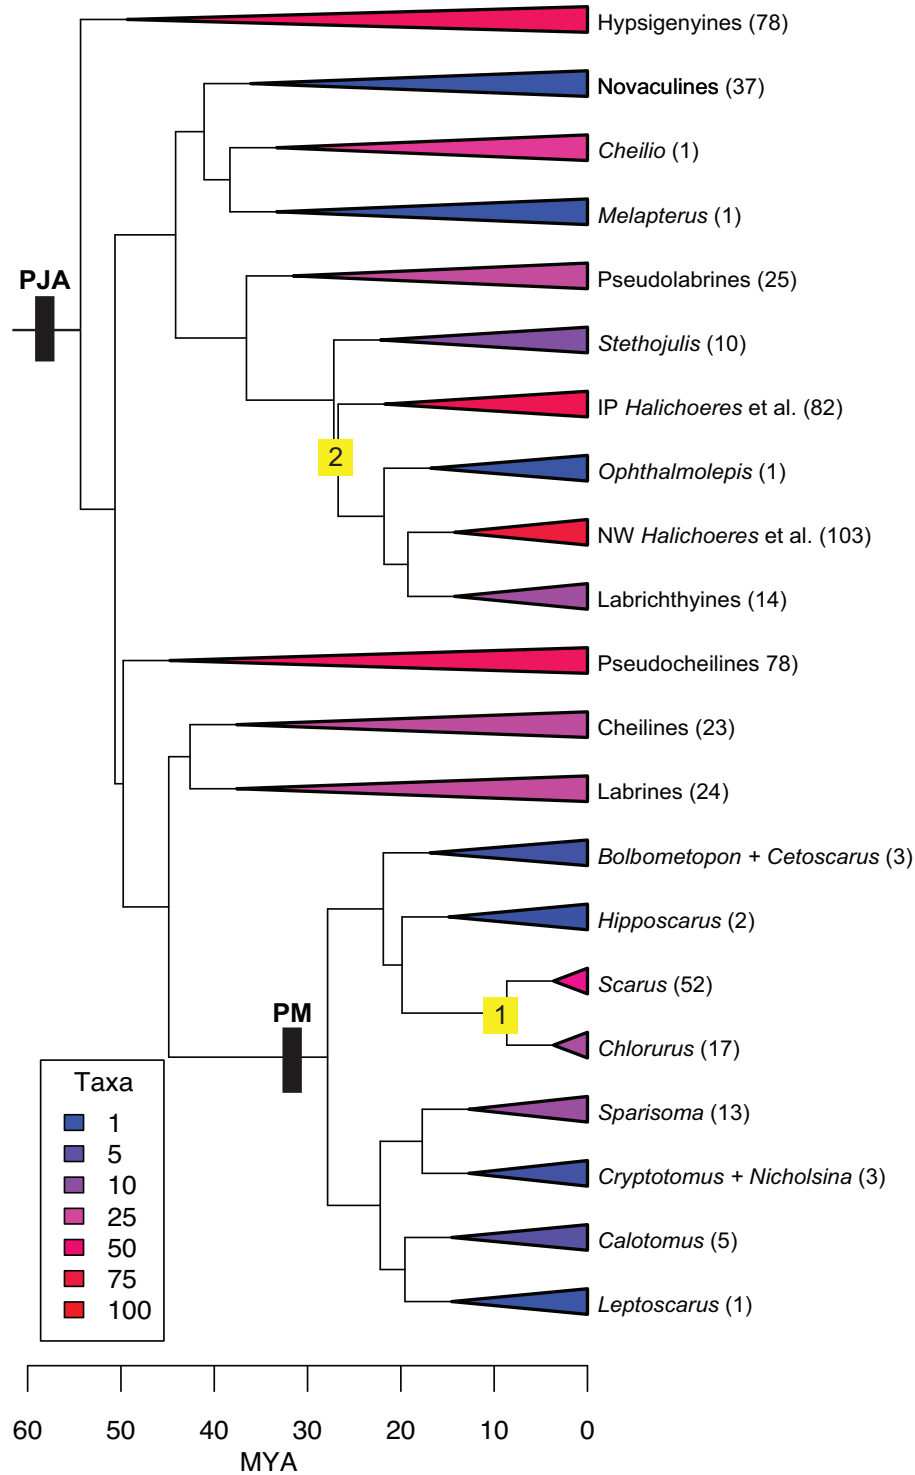 Hypsigenyines (78)
Novaculines (37)
Cheilio (1)
Melapterus (1)
PJA
Pseudolabrines (25)
Stethojulis (10)
IP Halichoeres et al. (82)
2
Ophthalmolepis (1)
NW Halichoeres et al. (103)
Labrichthyines (14)
Pseudocheilines 78)
Cheilines (23)
Labrines (24)
Bolbometopon + Cetoscarus (3)
Hipposcarus (2)
Scarus (52)
PM
1
Chlorurus (17)
Sparisoma (13)
Cryptotomus + Nicholsina (3)
Calotomus (5)
Leptoscarus (1)
Taxa
1
5
10
25
50
75
100
60 50 40 30 20 10 0
MYA